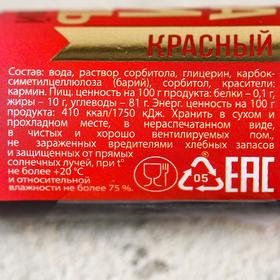 КРАСНЫЙ
Состав: вода, раствор сорбитола, глицерин, карбок-
симетилцеллюлоза (барий), сорбитол, красители:
кармин. Пищ. ценность на 100 г продукта: белки - 0,1 г,
жиры - 10 г, углеводы – 81 г. Энерг. ценность на 100 г
продукта: 410 ккал/1750 кДж. Хранить в сухом и
прохладном месте, в нераспечатанном виде,
в чистых и хорошо вентилируемых пом.,
не зараженных вредителями хлебных запасов
и защищенных от прямых
солнечных лучей, при t°
не более +20°C
и относительной
влажности не более 75 %.
05
EAC